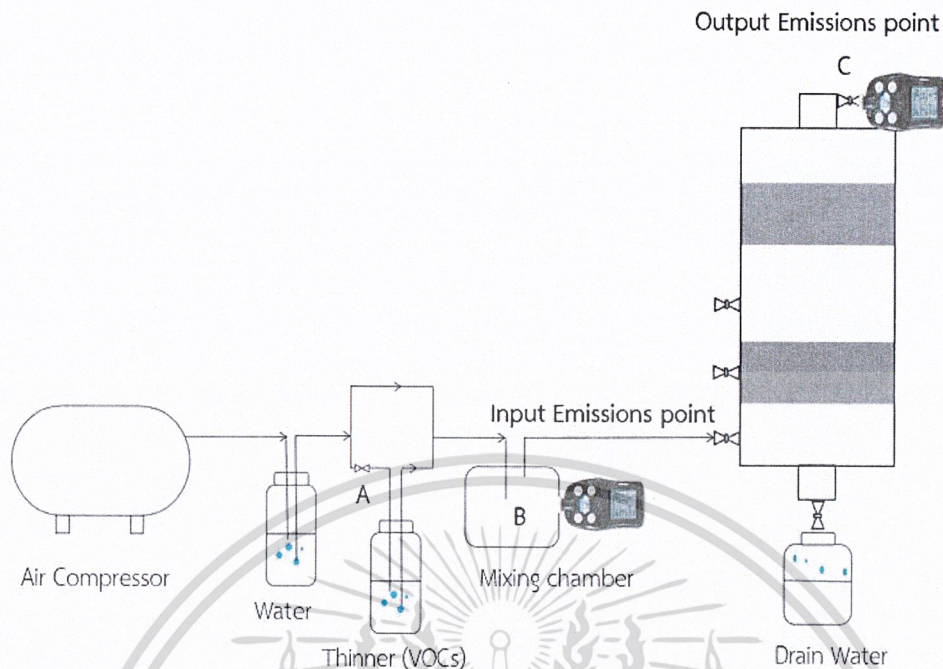 Output Emissions point
C
Input Emissions point
A
B
Air Compressor
Water
Thinner (VOCs)
Mixing chamber
Drain Water